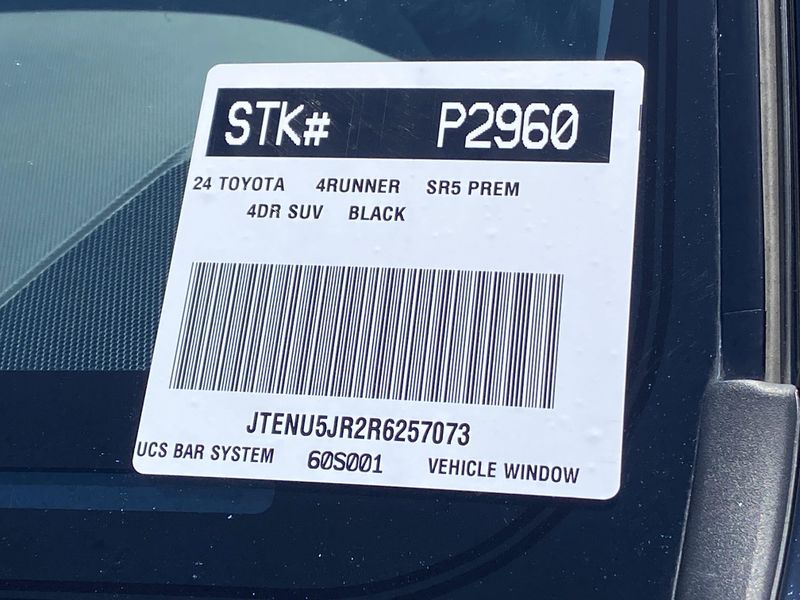 STK# P2960
24 TOYOTA 4RUNNER SR5 PREM
4DR SUV BLACK
JTENU5JR2R6257073
UCS BAR SYSTEM 60S001 VEHICLE WINDOW